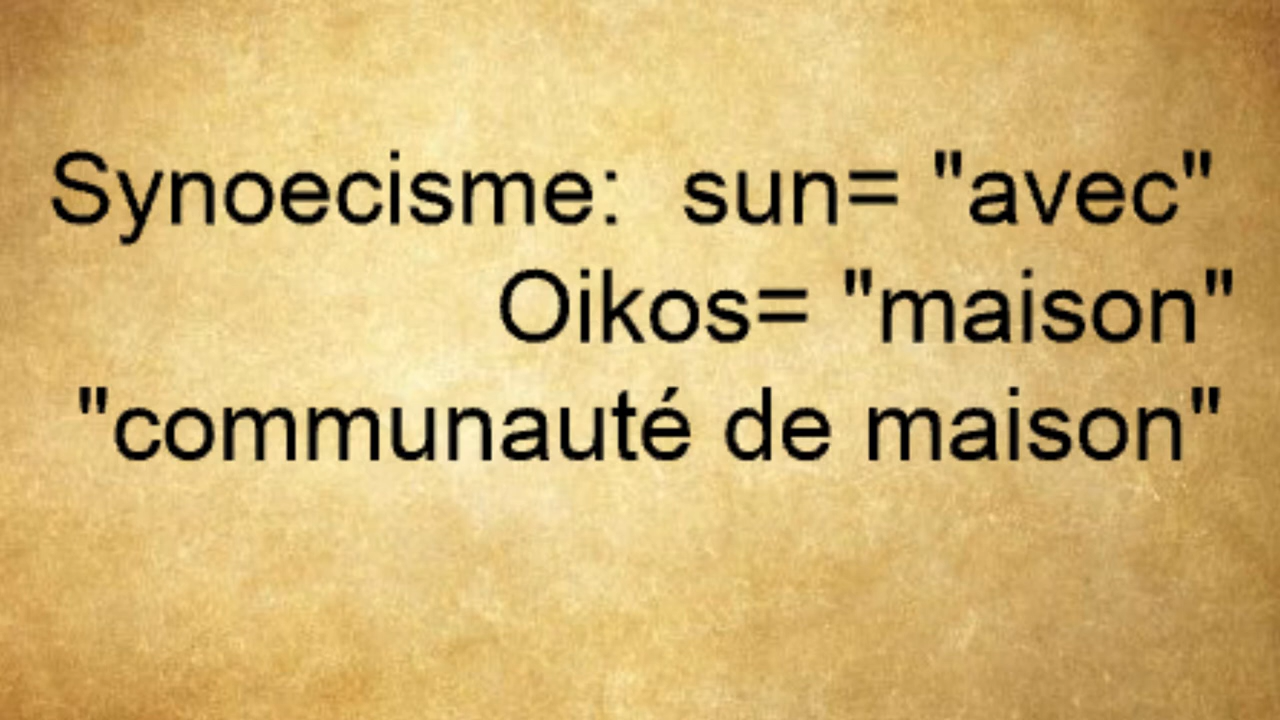 Synoecisme:  sun= "avec"
Oikos= "maison"
"communauté de maison"